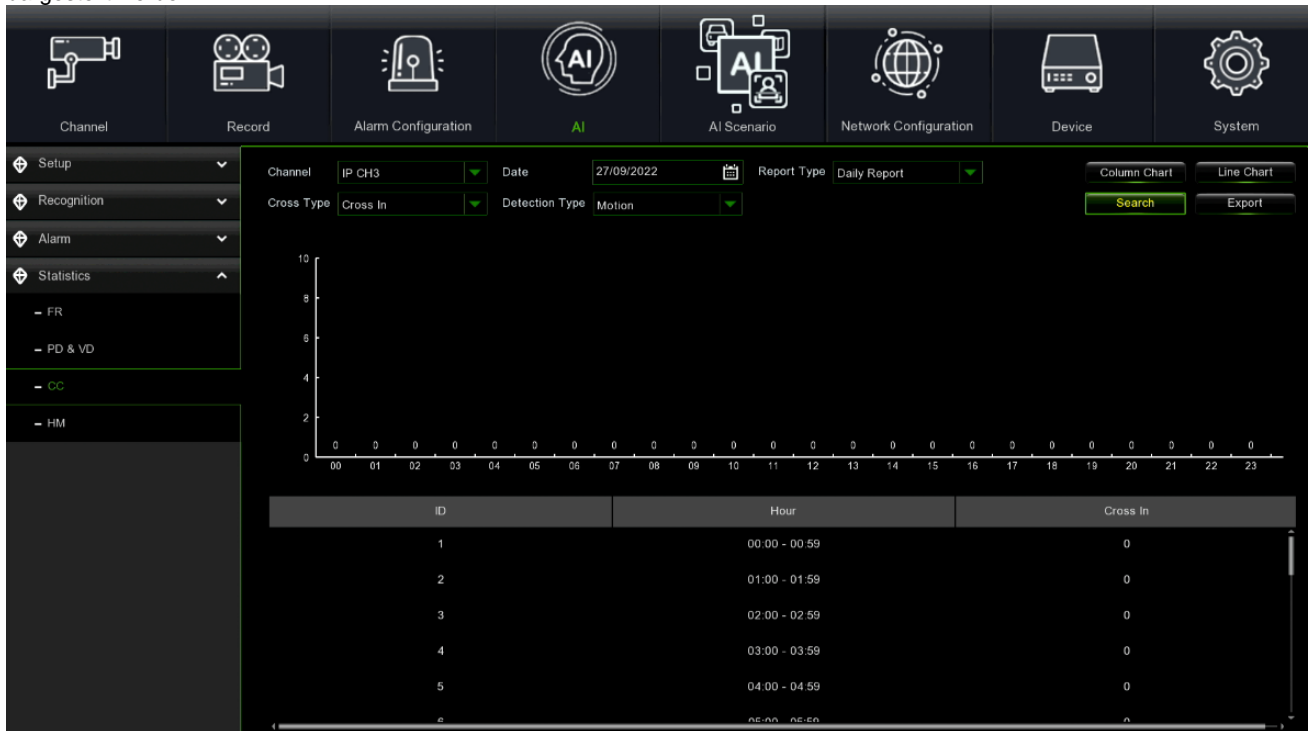 AI
AI
Channel Record Alarm Configuration AI AI Scenario Network Configuration Device System
Setup
Recognition
Alarm
Statistics
FR
PD & VD
CC
HM
Channel IP CH3 Date 27/09/2022 Report Type Daily Report Column Chart Line Chart
Cross Type Cross In Detection Type Motion Search Export
10
8
6
4
2
0
0 0 0 0 0 0 0 0 0 0 0 0 0 0 0 0 0 0 0 0 0 0 0 0
00 01 02 03 04 05 06 07 08 09 10 11 12 13 14 15 16 17 18 19 20 21 22 23
ID Hour Cross In
1 00:00 - 00:59 0
2 01:00 - 01:59 0
3 02:00 - 02:59 0
4 03:00 - 03:59 0
5 04:00 - 04:59 0